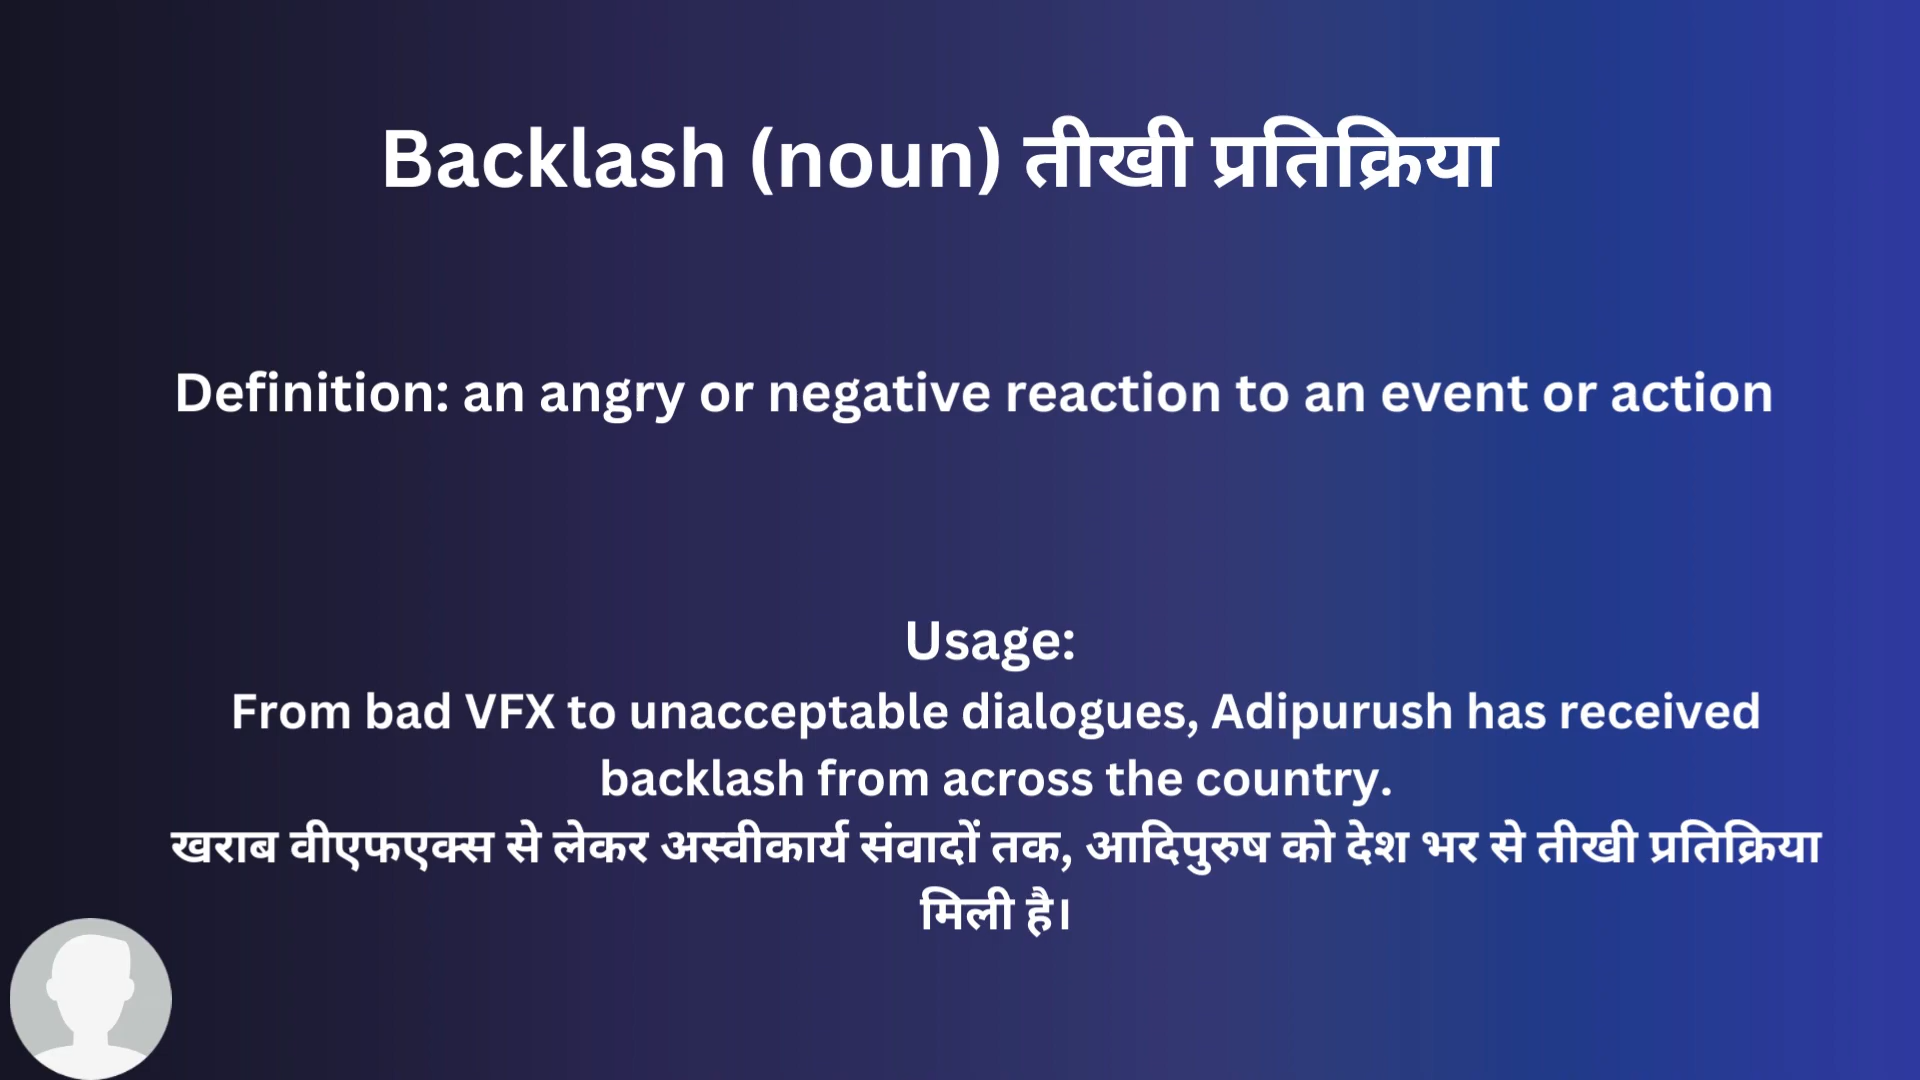 Backlash (noun) तीखी प्रतिक्रिया
Definition: an angry or negative reaction to an event or action
Usage:
From bad VFX to unacceptable dialogues, Adipurush has received
backlash from across the country.
खराब वीएफएक्स से लेकर अस्वीकार्य संवादों तक, आदिपुरुष को देश भर से तीखी प्रतिक्रिया
मिली है।